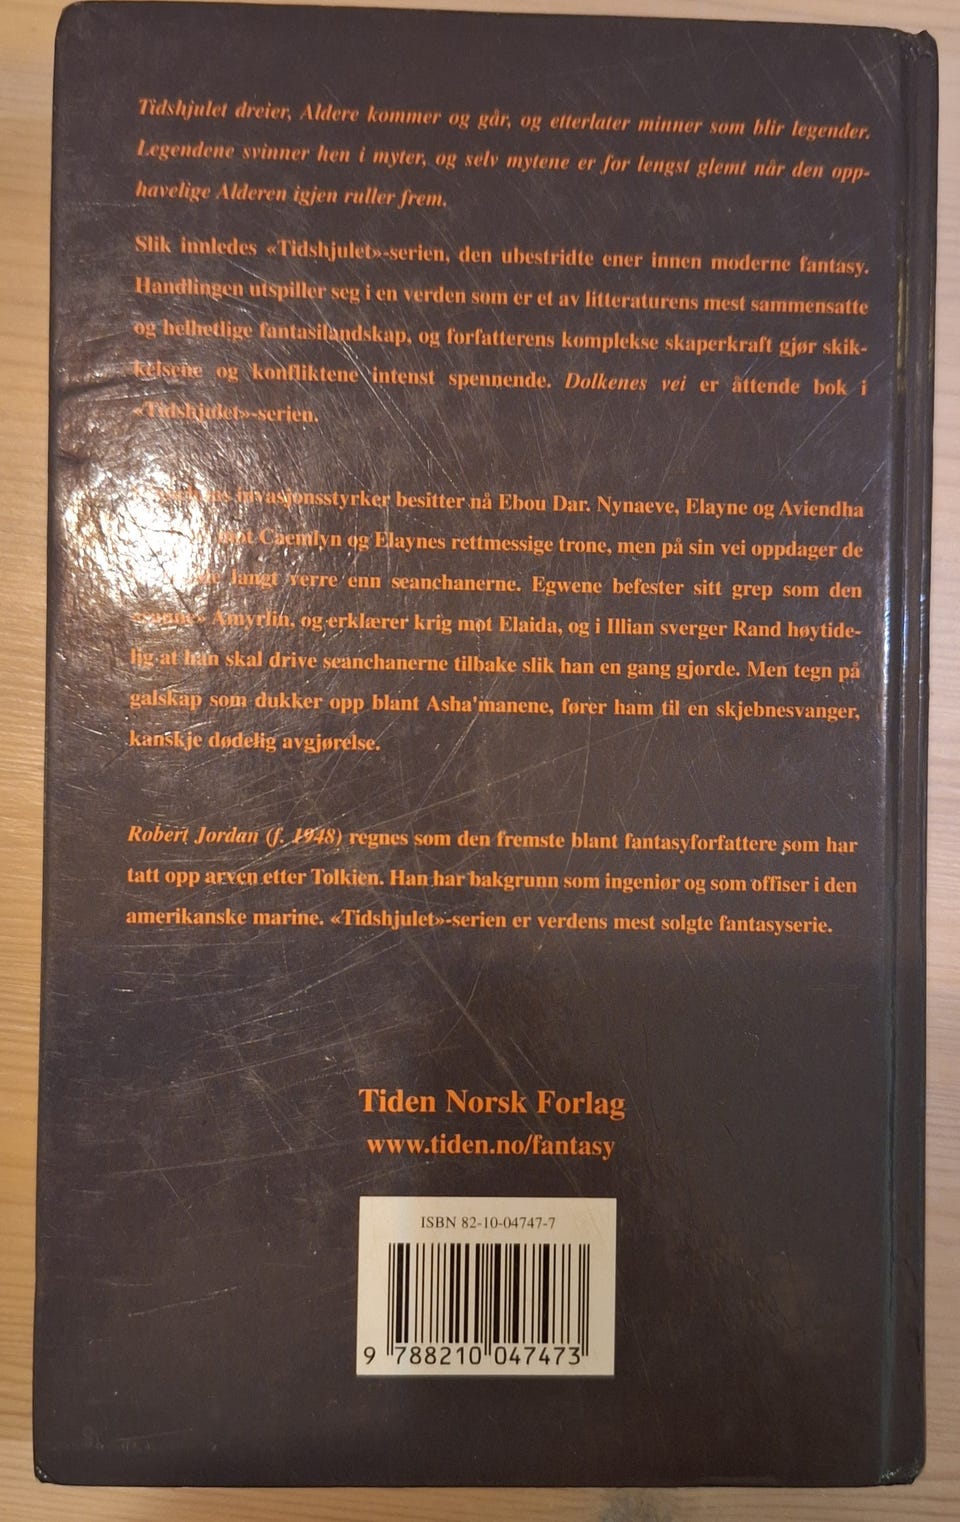 Tidshjulet dreier, Aldere kommer og går, og etterlater minner som blir legender.
Legendene svinner hen i myter, og selv mytene er for lengst glemt når den opp-
havelige Alderen igjen ruller frem.
Slik innledes «Tidshjulet»-serien, den ubestridte ener innen moderne fantasy.
Handlingen utspiller seg i en verden som er et av litteraturens mest sammensatte
og helhetlige fantasilandskap, og forfatterens komplekse skaperkraft gjør skik-
kelsene og konfliktene intenst spennende. Dolkenes vei er åttende bok i
«Tidshjulet»-serien.
invasjonsstyrker besitter nå Ebou Dar. Nynaeve, Elayne og Aviendha
mot Caemlyn og Elaynes rettmessige trone, men på sin vei oppdager de
langt verre enn seanchanerne. Egwene befester sitt grep som den
Amyrlin, og erklærer krig mot Elaida, og i Illian sverger Rand høytide-
lig at han skal drive seanchanerne tilbake slik han en gang gjorde. Men tegn på
galskap som dukker opp blant Asha'manene, fører ham til en skjebnesvanger,
kanskje dødelig avgjørelse.
Robert Jordan (f. 1948) regnes som den fremste blant fantasyforfattere som har
tatt opp arven etter Tolkien. Han har bakgrunn som ingeniør og som offiser i den
amerikanske marine. «Tidshjulet»-serien er verdens mest solgte fantasyserie.
Tiden Norsk Forlag
www.tiden.no/fantasy
ISBN 82-10-04747-7
9 788210 047473